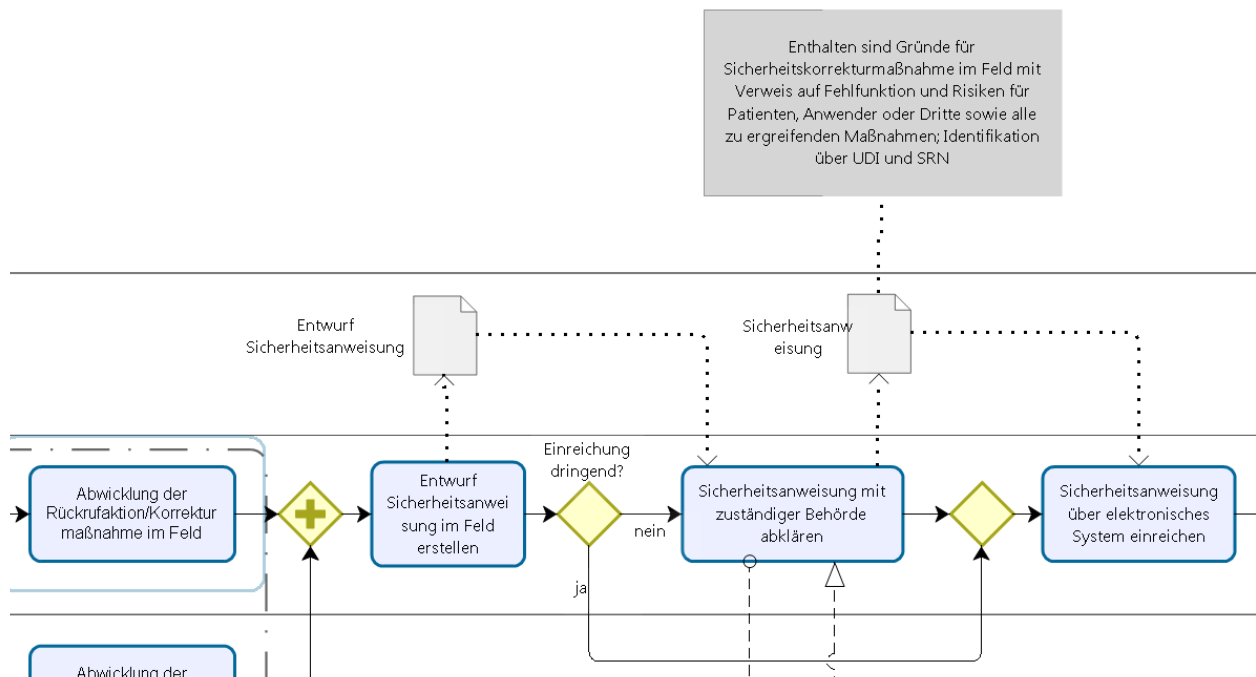 Enthalten sind Gründe für
Sicherheitskorrekturmaßnahme im Feld mit
Verweis auf Fehlfunktion und Risiken für
Patienten, Anwender oder Dritte sowie alle
zu ergreifenden Maßnahmen; Identifikation
über UDI und SRN
Entwurf
Sicherheitsanweisung
Sicherheitsanw
eisung
Abwicklung der
Rückrufaktion/Korrektur
maßnahme im Feld
Entwurf
Sicherheitsanwei
sung im Feld
erstellen
Einreichung
dringend?
nein
ja
Sicherheitsanweisung mit
zuständiger Behörde
abklären
Sicherheitsanweisung
über elektronisches
System einreichen
Abwicklung der